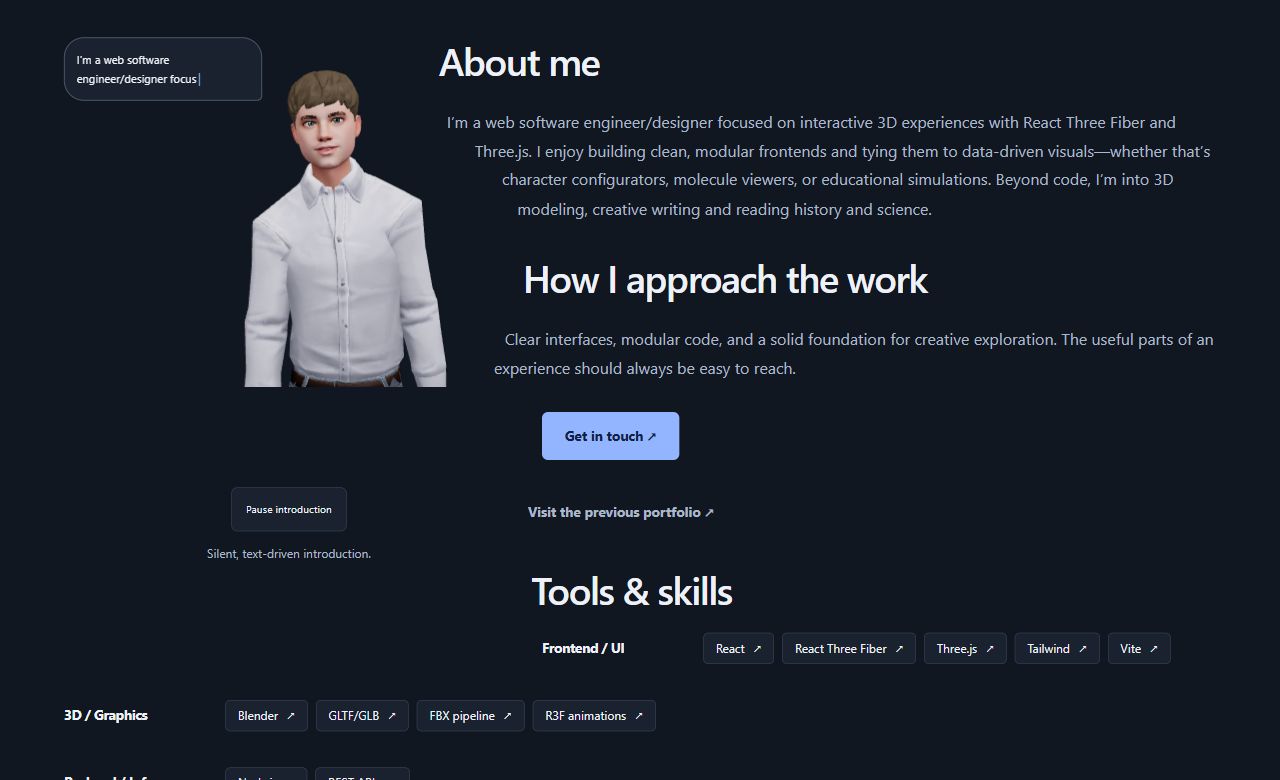 I'm a web software
engineer/designer focus
About me
I’m a web software engineer/designer focused on interactive 3D experiences with React Three Fiber and
Three.js. I enjoy building clean, modular frontends and tying them to data-driven visuals—whether that’s
character configurators, molecule viewers, or educational simulations. Beyond code, I’m into 3D
modeling, creative writing and reading history and science.
How I approach the work
Clear interfaces, modular code, and a solid foundation for creative exploration. The useful parts of an
experience should always be easy to reach.
Get in touch ↗
Pause introduction
Visit the previous portfolio ↗
Silent, text-driven introduction.
Tools & skills
Frontend / UI React ↗ React Three Fiber ↗ Three.js ↗ Tailwind ↗ Vite ↗
3D / Graphics Blender ↗ GLTF/GLB ↗ FBX pipeline ↗ R3F animations ↗